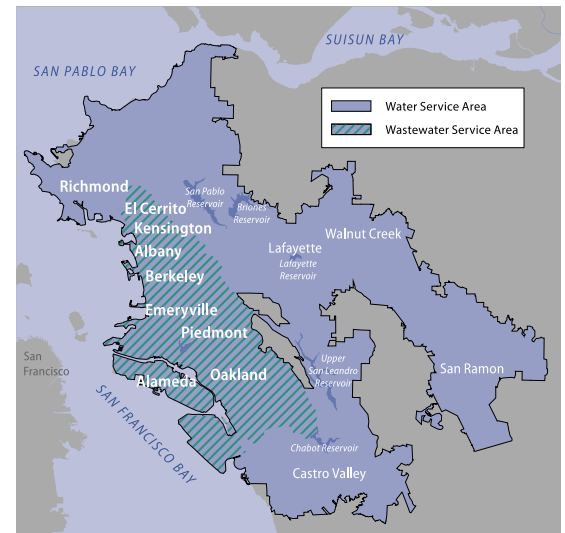 SUISUN BAY
SAN PABLO BAY
Water Service Area
Wastewater Service Area
Richmond
San Pablo
Reservoir
Briones
Reservoir
El Cerrito
Kensington
Walnut Creek
Albany
Lafayette
Lafayette
Reservoir
Berkeley
Emeryville
Piedmont
San
Francisco
Upper
San Leandro
Reservoir
San Ramon
Alameda
Oakland
SAN FRANCISCO BAY
Chabot Reservoir
Castro Valley